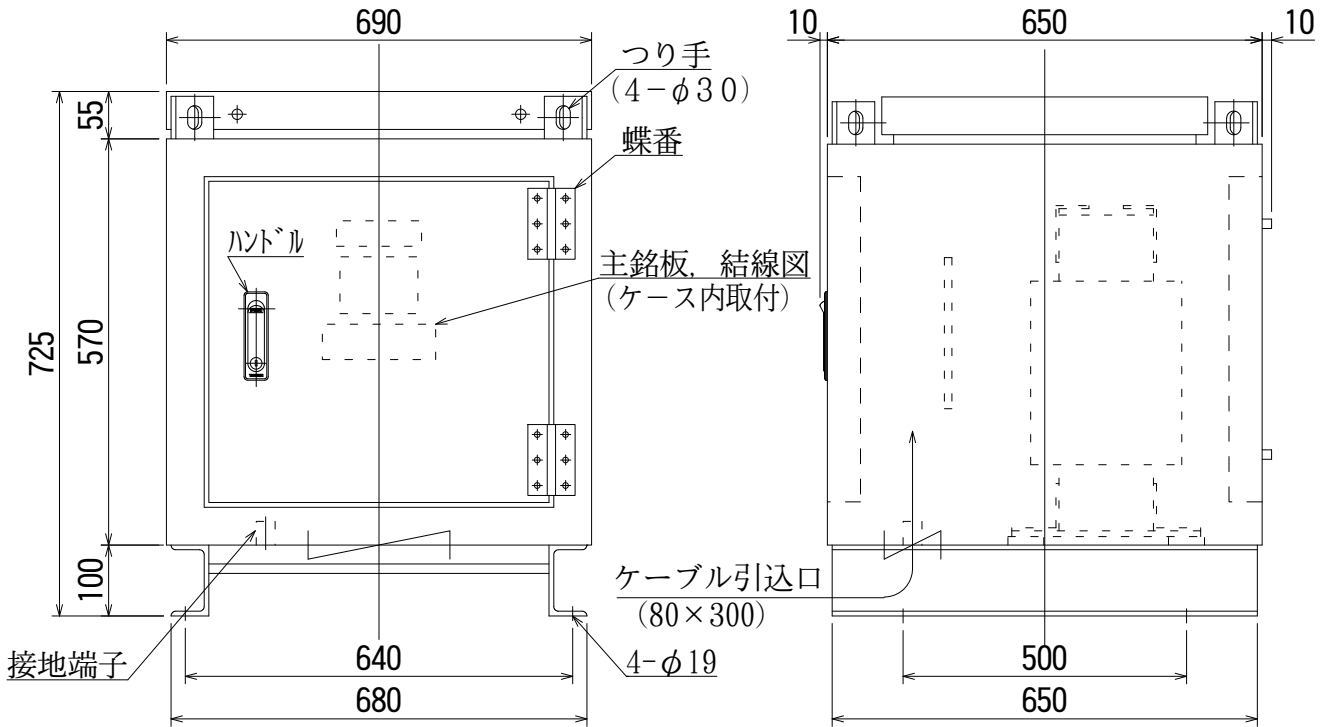 690
10
650
10
つり手
(4-φ30)
55
蝶番
ハンドル
主銘板, 結線図
(ケース内取付)
725
570
100
ケーブル引込口
(80×300)
接地端子
640
4-φ19
500
680
650